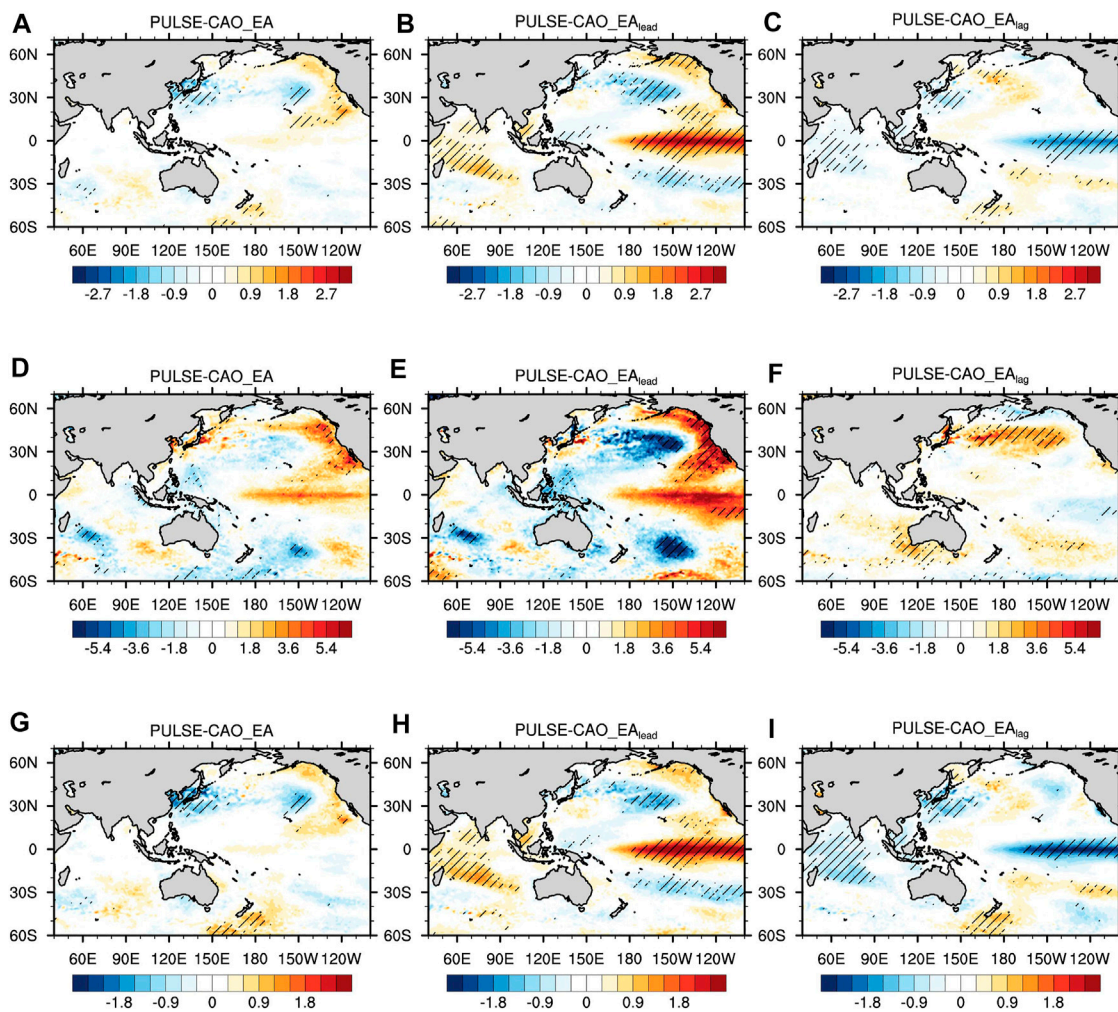 A B C
PULSE-CAO_EA PULSE-CAO_EAlead PULSE-CAO_EAlag
60N 60N 60N
30N 30N 30N
0 0 0
30S 30S 30S
60S 60S 60S
60E 90E 120E 150E 180 150W 120W 60E 90E 120E 150E 180 150W 120W 60E 90E 120E 150E 180 150W 120W
-2.7 -1.8 -0.9 0 0.9 1.8 2.7 -2.7 -1.8 -0.9 0 0.9 1.8 2.7 -2.7 -1.8 -0.9 0 0.9 1.8 2.7
D E F
PULSE-CAO_EA PULSE-CAO_EAlead PULSE-CAO_EAlag
60N 60N 60N
30N 30N 30N
0 0 0
30S 30S 30S
60S 60S 60S
60E 90E 120E 150E 180 150W 120W 60E 90E 120E 150E 180 150W 120W 60E 90E 120E 150E 180 150W 120W
-5.4 -3.6 -1.8 0 1.8 3.6 5.4 -5.4 -3.6 -1.8 0 1.8 3.6 5.4 -5.4 -3.6 -1.8 0 1.8 3.6 5.4
G H I
PULSE-CAO_EA PULSE-CAO_EAlead PULSE-CAO_EAlag
60N 60N 60N
30N 30N 30N
0 0 0
30S 30S 30S
60S 60S 60S
60E 90E 120E 150E 180 150W 120W 60E 90E 120E 150E 180 150W 120W 60E 90E 120E 150E 180 150W 120W
-1.8 -0.9 0 0.9 1.8 -1.8 -0.9 0 0.9 1.8 -1.8 -0.9 0 0.9 1.8